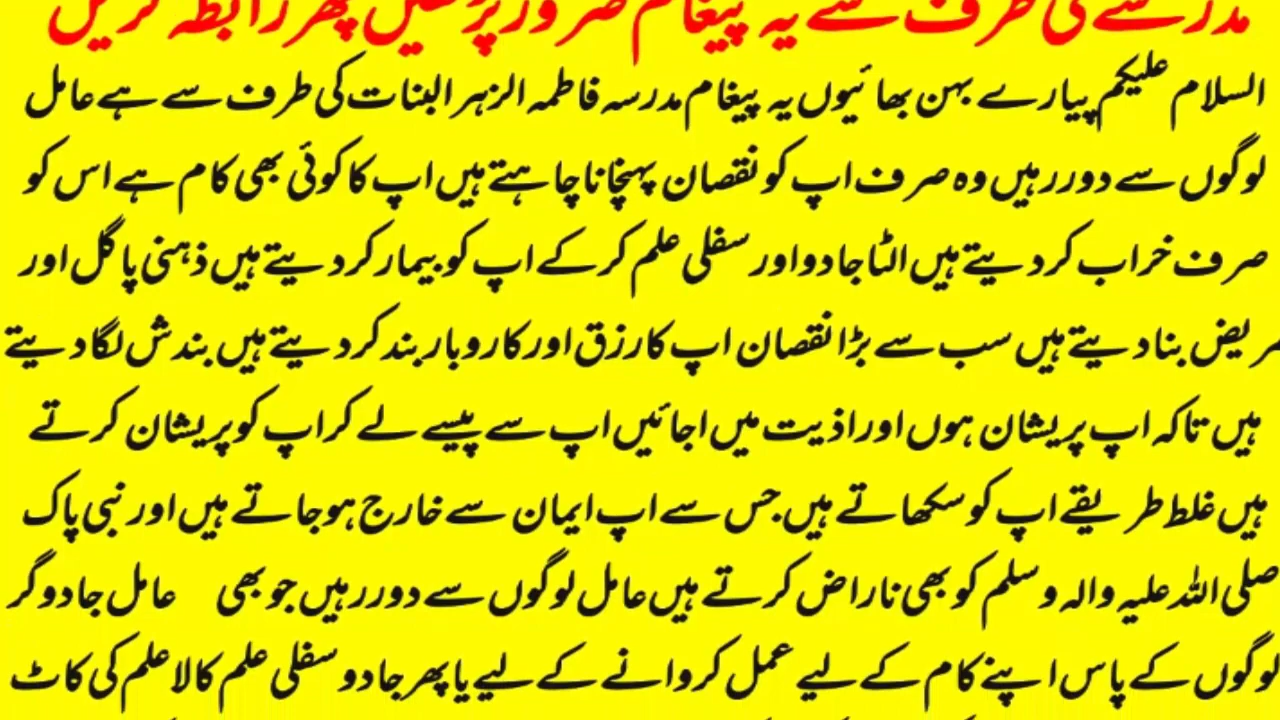 مدرسے کی طرف سے یہ پیغام ضرور پڑھیں پھر رابطہ کریں
السلام علیکم پیارے بہن بھائیوں یہ پیغام مدرسہ فاطمہ الزہرا البنات کی طرف سے ہے عامل
لوگوں سے دور رہیں وہ صرف اپ کو نقصان پہنچانا چاہتے ہیں اپ کا کوئی بھی کام ہے اس کو
صرف خراب کر دیتے ہیں الٹا جادو اور سفلی علم کر کے اپ کو بیمار کر دیتے ہیں ذہنی پاگل اور
مریض بنا دیتے ہیں سب سے بڑا نقصان اپ کا رزق اور کاروبار بند کر دیتے ہیں بندش لگا دیتے
ہیں تاکہ اپ پریشان ہوں اور اذیت میں اجائیں اپ سے پیسے لے کر اپ کو پریشان کرتے
ہیں غلط طریقے اپ کو سکھاتے ہیں جس سے اپ ایمان سے خارج ہو جاتے ہیں اور نبی پاک
صلی اللہ علیہ والہ وسلم کو بھی ناراض کرتے ہیں عامل لوگوں سے دور رہیں جو بھی عامل جادوگر
لوگوں کے پاس اپنے کام کے لیے عمل کروانے کے لیے یا پھر جادو سفلی علم کالا علم کی کاٹ